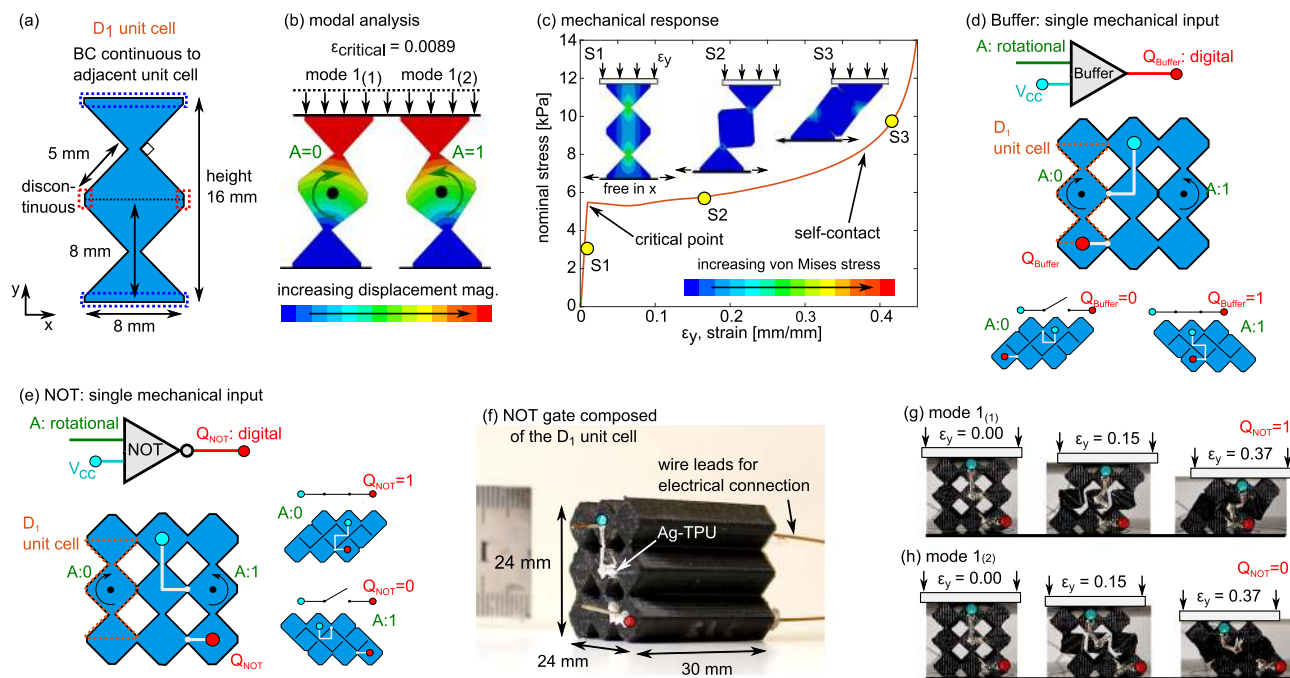 (a)
D1 unit cell
BC continuous to
adjacent unit cell
5 mm
discon-
tinuous
8 mm
height
16 mm
y
x
8 mm
(b) modal analysis
εcritical = 0.0089
mode 1(1)
mode 1(2)
A=0
A=1
increasing displacement mag.
(c) mechanical response
nominal stress [kPa]
14
12
10
8
6
4
2
0
0
0.1
0.2
0.3
0.4
εy, strain [mm/mm]
S1
εy
S2
S3
free in x
S1
S2
S3
critical point
self-contact
increasing von Mises stress
(d) Buffer: single mechanical input
A: rotational
VCC
Buffer
QBuffer: digital
D1
unit cell
A:0
A:1
QBuffer
QBuffer=0
A:0
QBuffer=1
A:1
(e) NOT: single mechanical input
A: rotational
VCC
NOT
QNOT: digital
D1
unit cell
A:0
A:1
QNOT
QNOT=1
A:0
QNOT=0
A:1
(f) NOT gate composed
of the D1 unit cell
wire leads for
electrical connection
Ag-TPU
24 mm
24 mm
30 mm
(g) mode 1(1)
QNOT=1
εy = 0.00
εy = 0.15
εy = 0.37
(h) mode 1(2)
QNOT=0
εy = 0.00
εy = 0.15
εy = 0.37